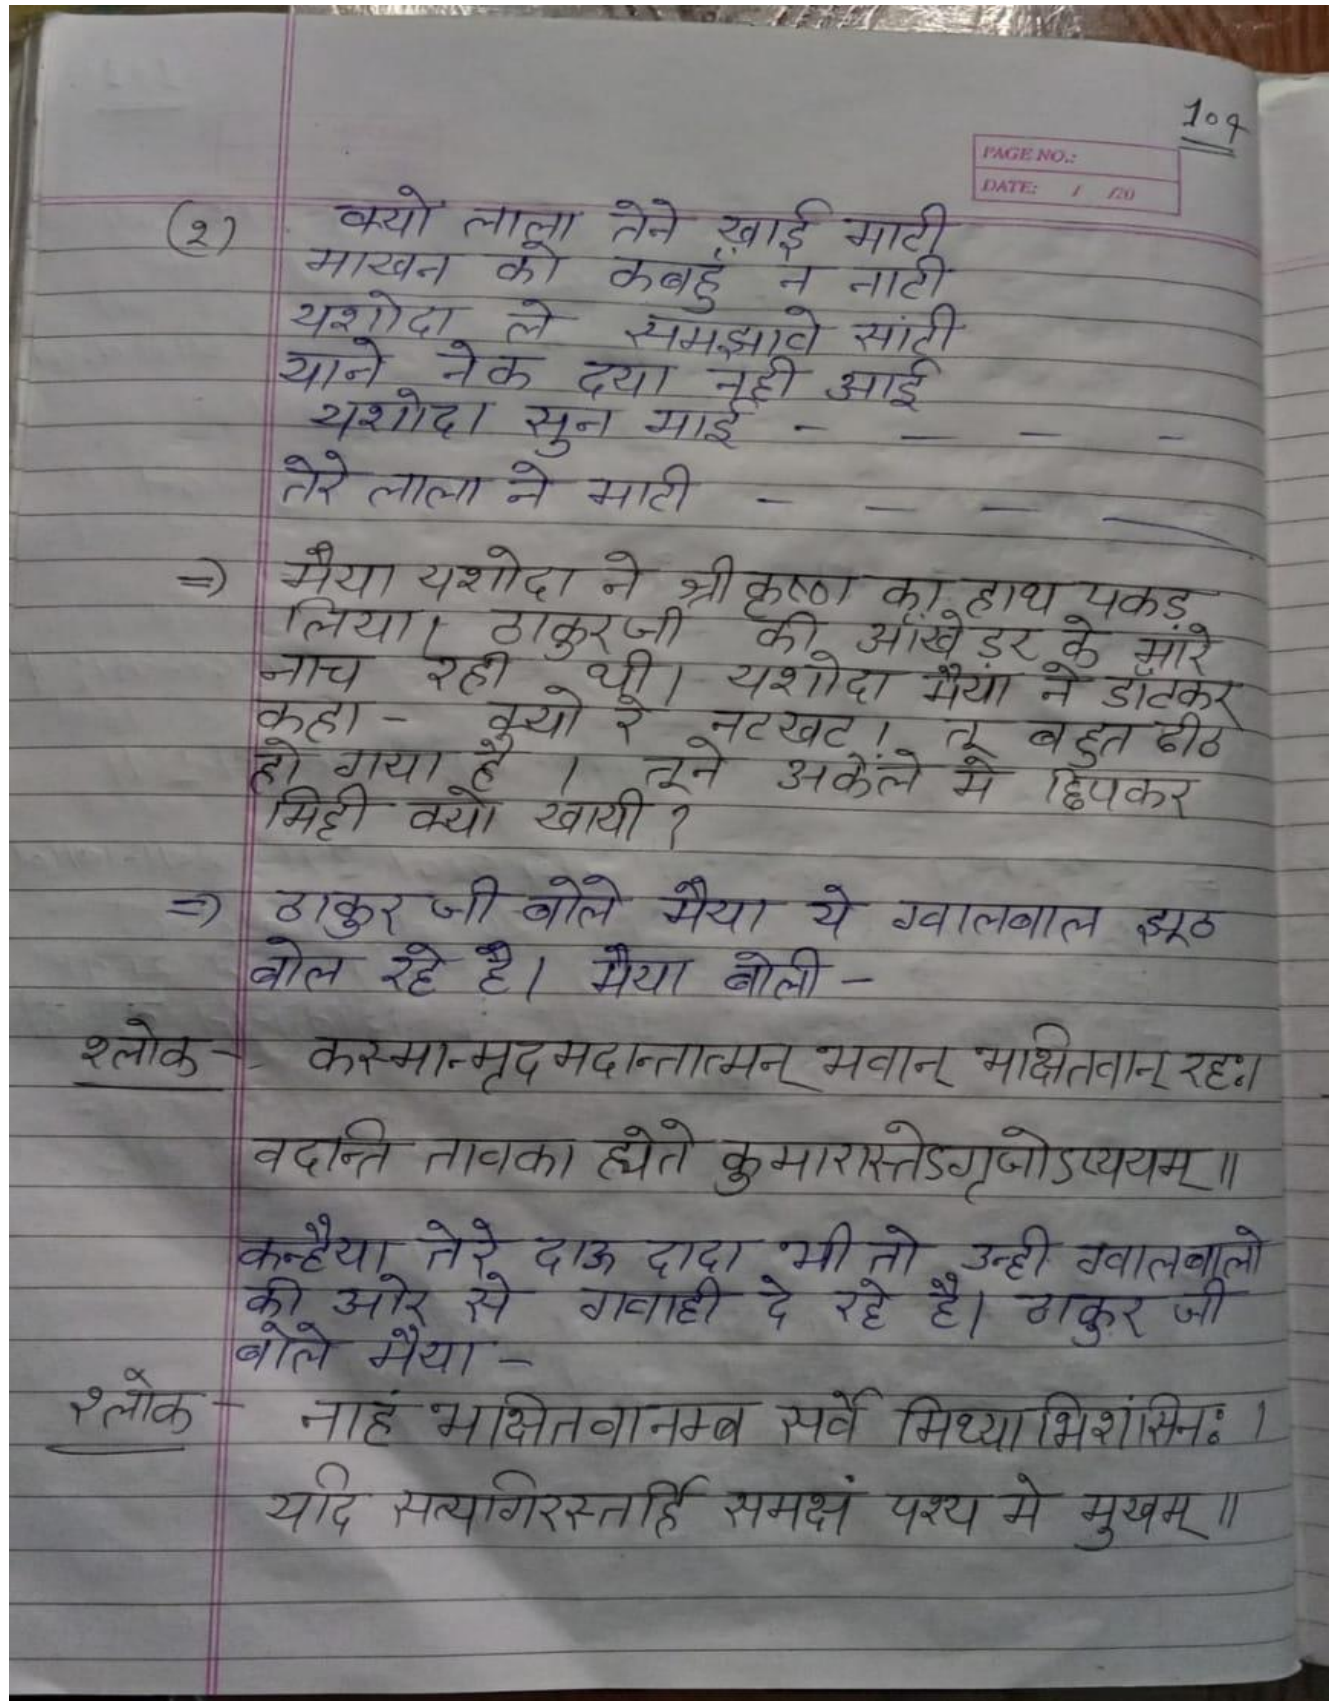 107
PAGE NO.:
DATE: / /20
(२) क्यों लाला तेने खाई माटी
माखन को कबहुं न नाटी
यशोदा ले समझावे सांटी
याने नेक दया नही आई
यशोदा सुन माई - - - -
तेरे लाला ने माटी - - - -
=> मैया यशोदा ने श्री कृष्ण का हाथ पकड़
लिया। ठाकुरजी की आँखे डर के मारे
नाच रही थी। यशोदा मैया ने डाँटकर
कहा - क्यो रे नटखट! तू बहुत ढीठ
हो गया है । तूने अकेले मे छिपकर
मिट्टी क्यो खायी ?
=> ठाकुर जी बोले मैया ये ग्वालबाल झूठ
बोल रहे है। मैया बोली -
श्लोक - कस्मान्मृदमदान्तात्मन् भवान् भक्षितवान् रहः।
वदन्ति तावका ह्येते कुमारास्तेऽगृजोऽप्ययम् ॥
कन्हैया तेरे दाऊ दादा भी तो उन्ही ग्वालबालो
की ओर से गवाही दे रहे है। ठाकुर जी
बोले मैया -
श्लोक - नाहं भक्षितवानम्ब सर्वे मिथ्याभिशंसिनः ।
यदि सत्यगिरस्तर्हि समक्षं पश्य मे मुखम् ॥